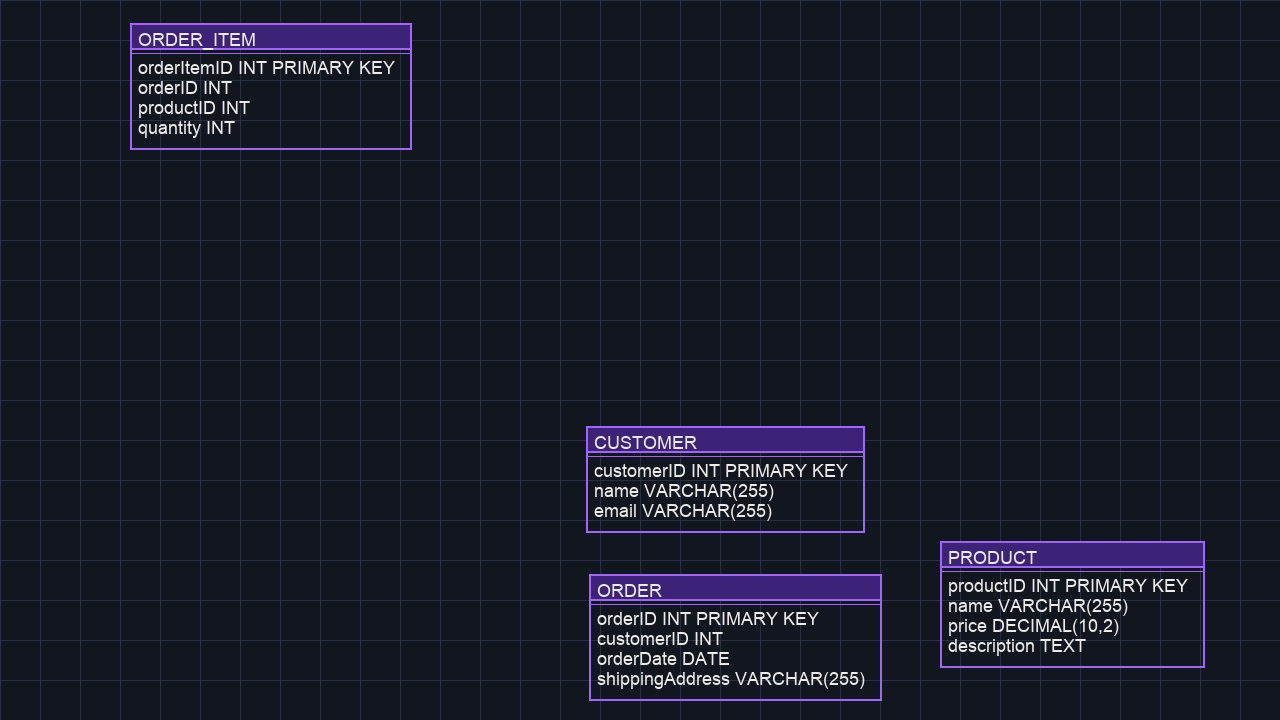 ORDER_ITEM
orderItemID INT PRIMARY KEY
orderID INT
productID INT
quantity INT
CUSTOMER
customerID INT PRIMARY KEY
name VARCHAR(255)
email VARCHAR(255)
ORDER
orderID INT PRIMARY KEY
customerID INT
orderDate DATE
shippingAddress VARCHAR(255)
PRODUCT
productID INT PRIMARY KEY
name VARCHAR(255)
price DECIMAL(10,2)
description TEXT